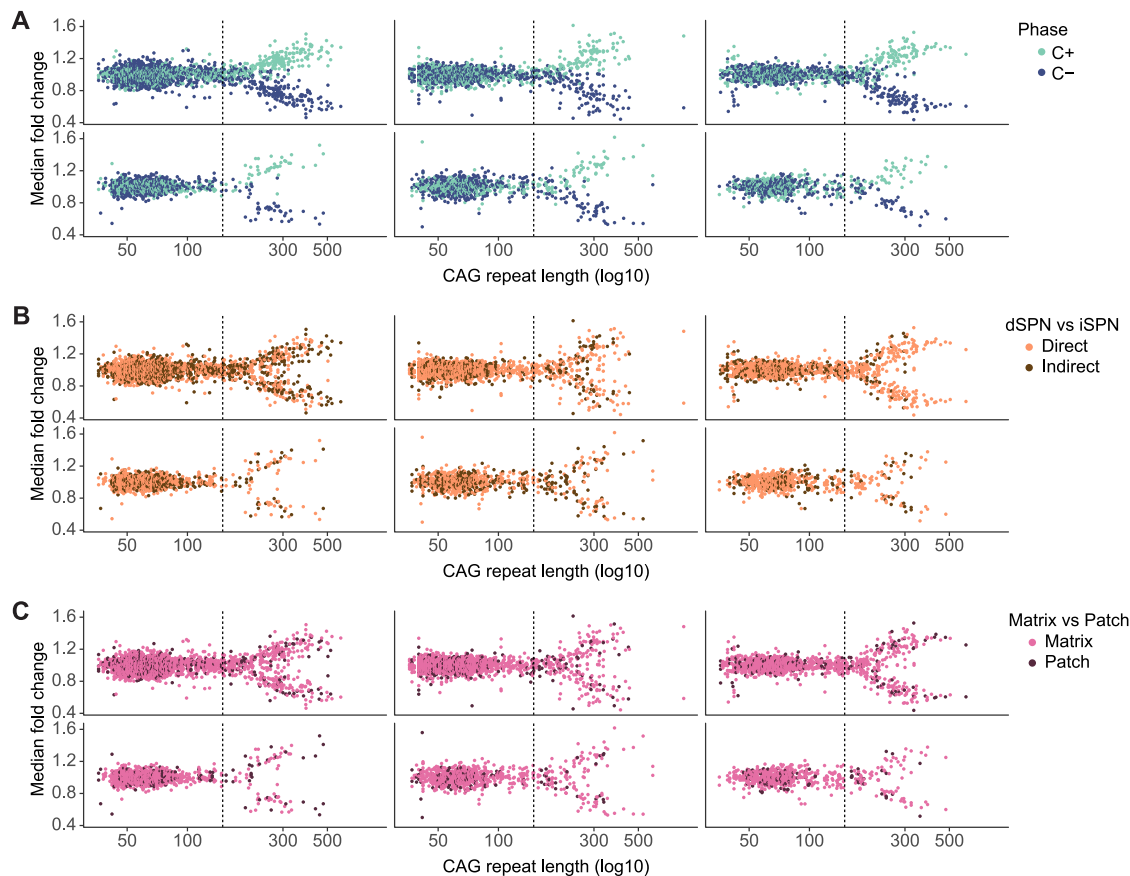 A
Median fold change
1.6
1.2
0.8
0.4
1.6
1.2
0.8
0.4
50 100 300 500 50 100 300 500 50 100 300 500
CAG repeat length (log10)
Phase
C+
C−
B
Median fold change
1.6
1.2
0.8
0.4
1.6
1.2
0.8
0.4
50 100 300 500 50 100 300 500 50 100 300 500
CAG repeat length (log10)
dSPN vs iSPN
Direct
Indirect
C
Median fold change
1.6
1.2
0.8
0.4
1.6
1.2
0.8
0.4
50 100 300 500 50 100 300 500 50 100 300 500
CAG repeat length (log10)
Matrix vs Patch
Matrix
Patch